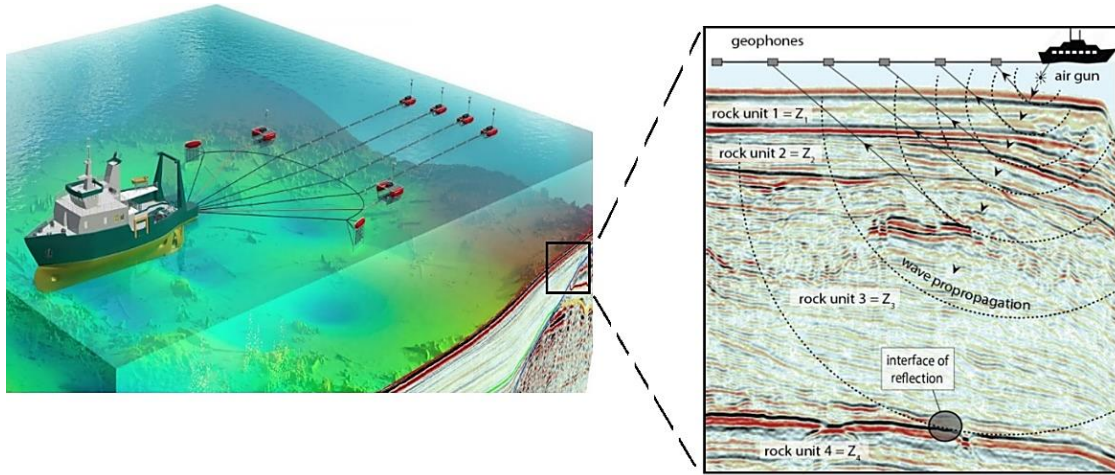 geophones
air gun
rock unit 1 = Z₁
rock unit 2 = Z₂
wave propropagation
rock unit 3 = Z₃
interface of
reflection
rock unit 4 = Z₄